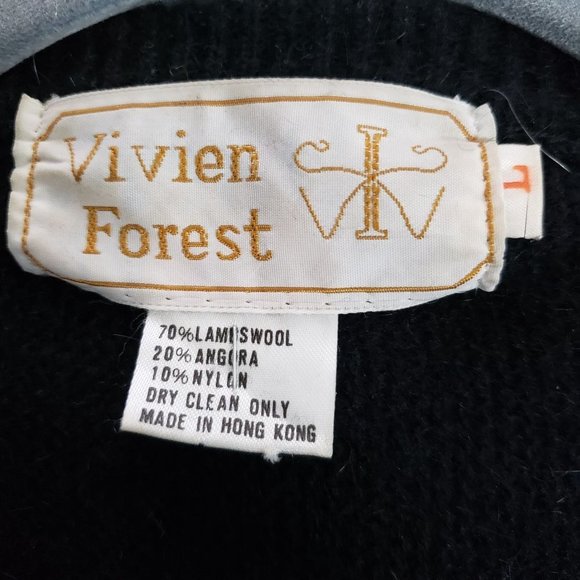 Vivien
Forest
L
70%LAMBSWOOL
20%ANGORA
10%NYLON
DRY CLEAN ONLY
MADE IN HONG KONG